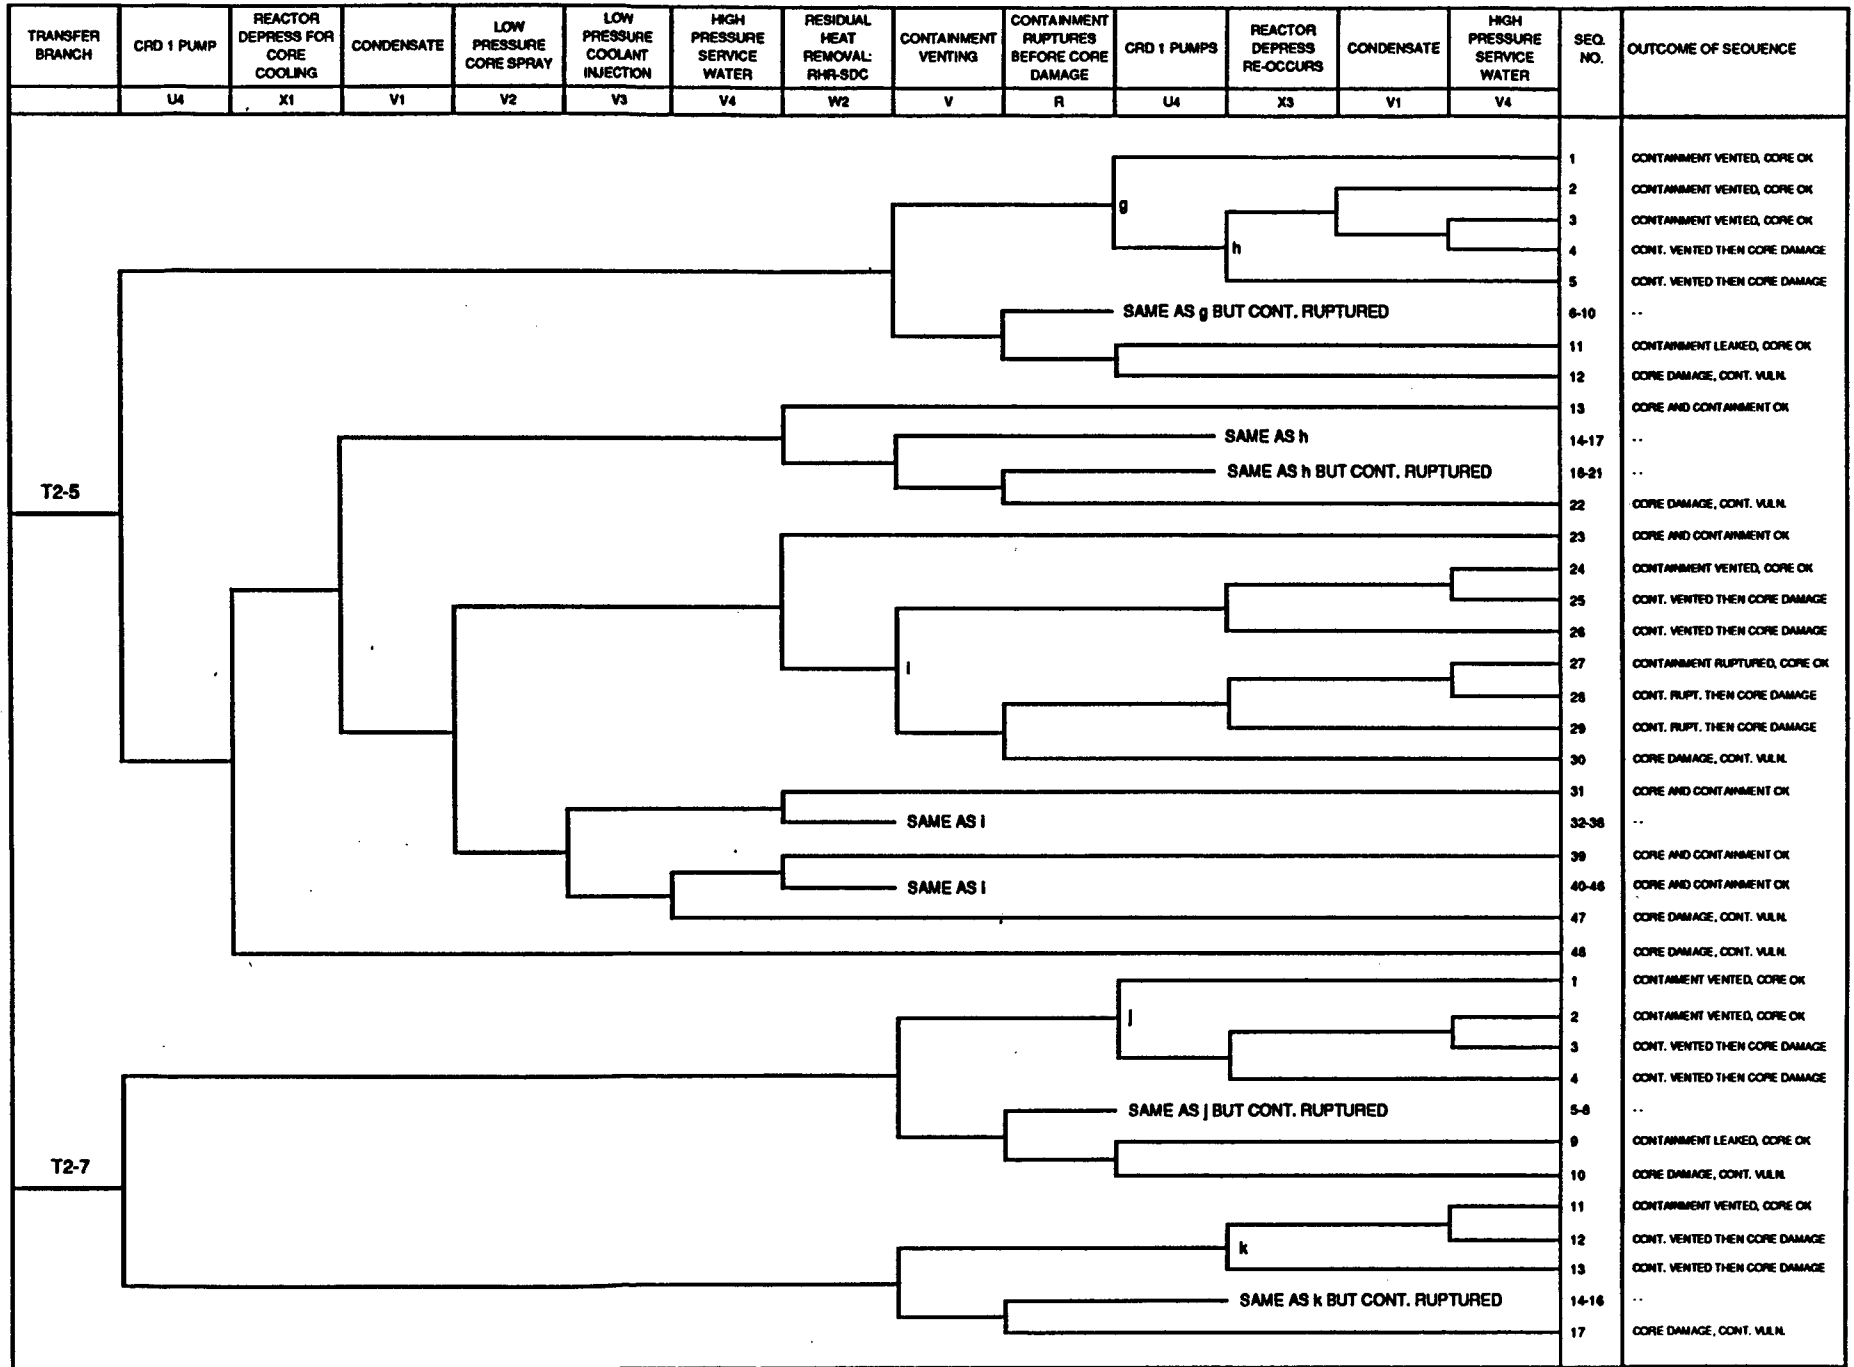 TRANSFER BRANCH
CRD 1 PUMP
REACTOR DEPRESS FOR CORE COOLING
CONDENSATE
LOW PRESSURE CORE SPRAY
LOW PRESSURE COOLANT INJECTION
HIGH PRESSURE SERVICE WATER
RESIDUAL HEAT REMOVAL: RHR-SDC
CONTAINMENT VENTING
CONTAINMENT RUPTURES BEFORE CORE DAMAGE
CRD 1 PUMPS
REACTOR DEPRESS RE-OCCURS
CONDENSATE
HIGH PRESSURE SERVICE WATER
SEQ. NO.
OUTCOME OF SEQUENCE
U4 X1 V1 V2 V3 V4 W2 V R U4 X3 V1 V4
1 CONTAINMENT VENTED, CORE OK
2 CONTAINMENT VENTED, CORE OK
g
3 CONTAINMENT VENTED, CORE OK
h
4 CONT. VENTED THEN CORE DAMAGE
5 CONT. VENTED THEN CORE DAMAGE
SAME AS g BUT CONT. RUPTURED 6-10 --
11 CONTAINMENT LEAKED, CORE OK
12 CORE DAMAGE, CONT. VULN.
13 CORE AND CONTAINMENT OK
SAME AS h 14-17 --
SAME AS h BUT CONT. RUPTURED 18-21 --
T2-5
22 CORE DAMAGE, CONT. VULN.
23 CORE AND CONTAINMENT OK
24 CONTAINMENT VENTED, CORE OK
25 CONT. VENTED THEN CORE DAMAGE
26 CONT. VENTED THEN CORE DAMAGE
i
27 CONTAINMENT RUPTURED, CORE OK
28 CONT. RUPT. THEN CORE DAMAGE
29 CONT. RUPT. THEN CORE DAMAGE
30 CORE DAMAGE, CONT. VULN.
31 CORE AND CONTAINMENT OK
SAME AS i 32-38 --
39 CORE AND CONTAINMENT OK
SAME AS i 40-46 CORE AND CONTAINMENT OK
47 CORE DAMAGE, CONT. VULN.
48 CORE DAMAGE, CONT. VULN.
1 CONTAIMENT VENTED, CORE OK
j
2 CONTAIMENT VENTED, CORE OK
3 CONT. VENTED THEN CORE DAMAGE
4 CONT. VENTED THEN CORE DAMAGE
SAME AS j BUT CONT. RUPTURED 5-8 --
9 CONTAINMENT LEAKED, CORE OK
T2-7
10 CORE DAMAGE, CONT. VULN.
11 CONTAINMENT VENTED, CORE OK
12 CONT. VENTED THEN CORE DAMAGE
k
13 CONT. VENTED THEN CORE DAMAGE
SAME AS k BUT CONT. RUPTURED 14-16 --
17 CORE DAMAGE, CONT. VULN.